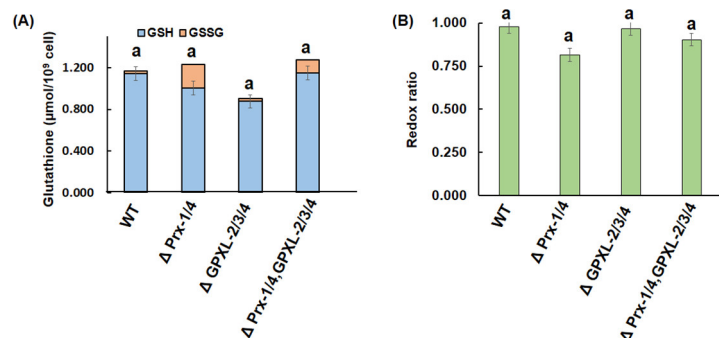 (A)
GSH GSSG
Glutathione (μmol/10⁹ cell)
1.200
0.800
0.400
0.000
a
a
a
a
WT
Δ Prx-1/4
Δ GPXL-2/3/4
Δ Prx-1/4,GPXL-2/3/4
(B)
Redox ratio
1.000
0.750
0.500
0.250
0.000
a
a
a
a
WT
Δ Prx-1/4
Δ GPXL-2/3/4
Δ Prx-1/4,GPXL-2/3/4